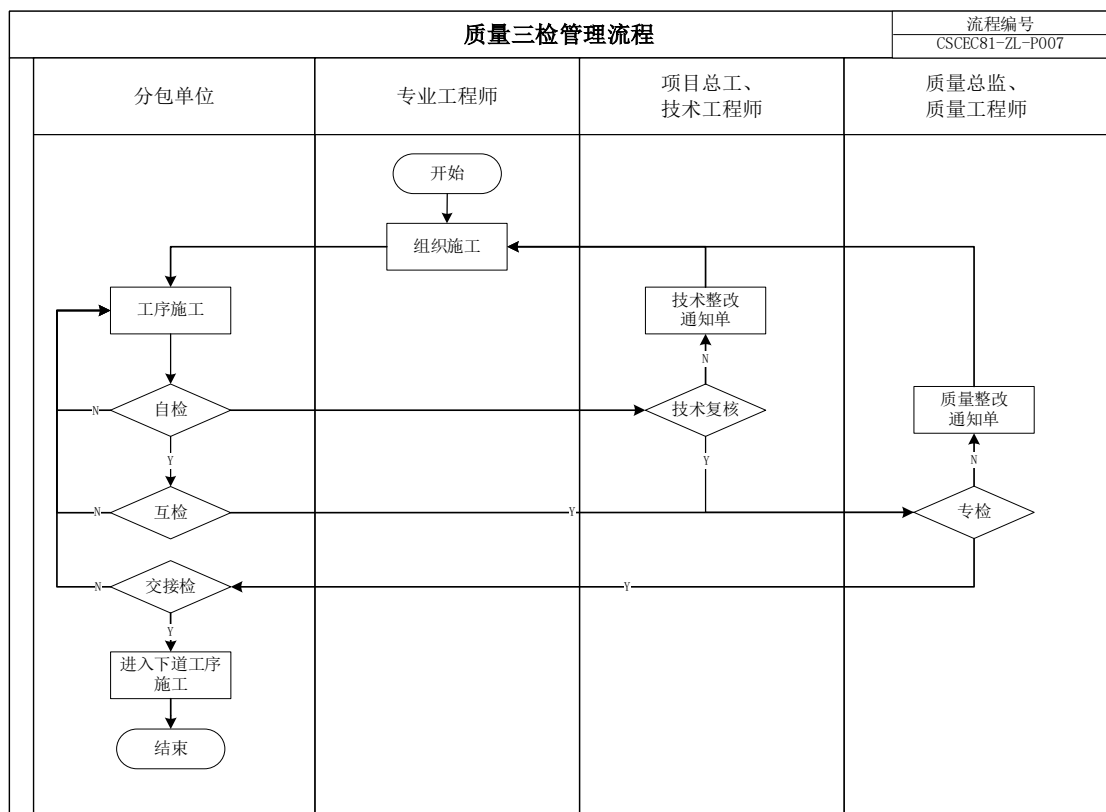 质量三检管理流程
流程编号
CSCEC81-ZL-P007
分包单位
专业工程师
项目总工、
技术工程师
质量总监、
质量工程师
开始
组织施工
工序施工
技术整改
通知单
N
自检
N
技术复核
质量整改
通知单
Y
Y
N
互检
N
Y
专检
交接检
N
Y
Y
进入下道工序
施工
结束